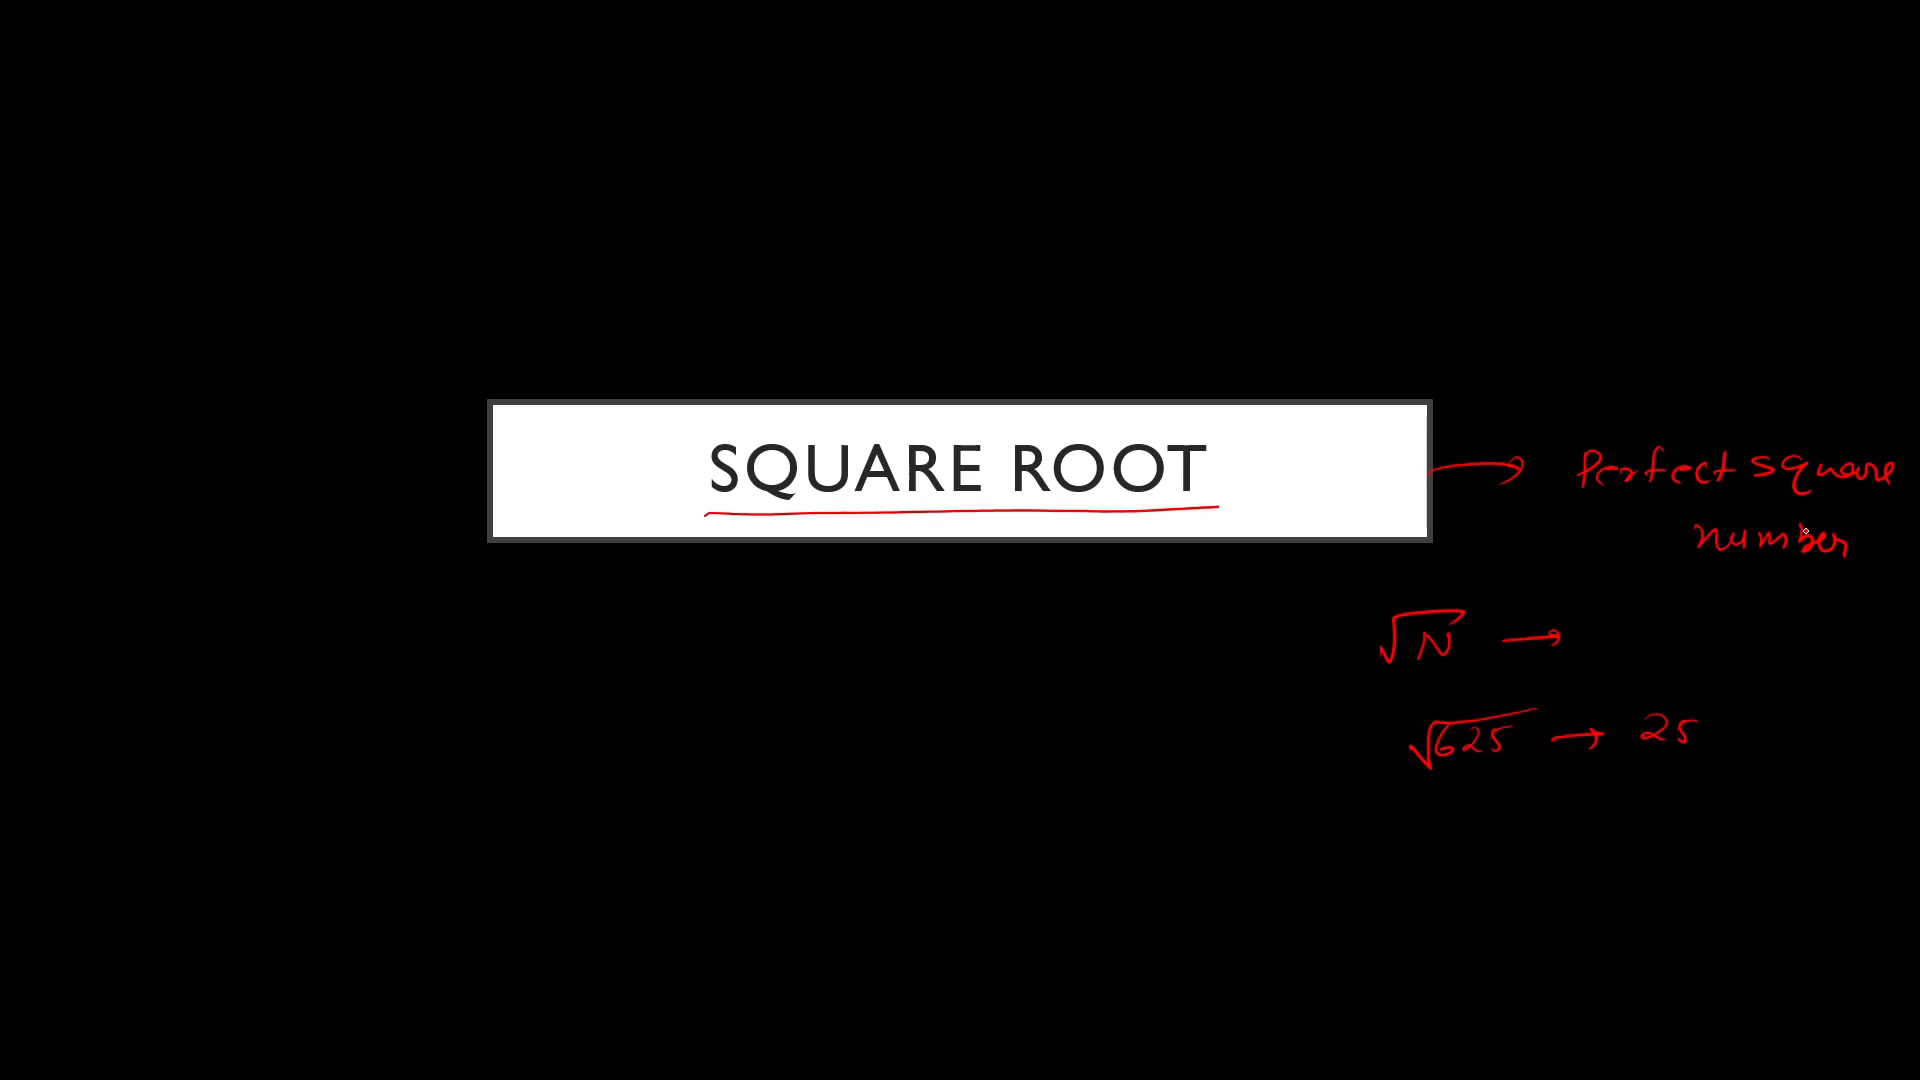 SQUARE ROOT
→ Perfect square
number
√N →
√625 → 25